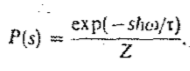 P(s) = exp(−sħω/τ) / Z.